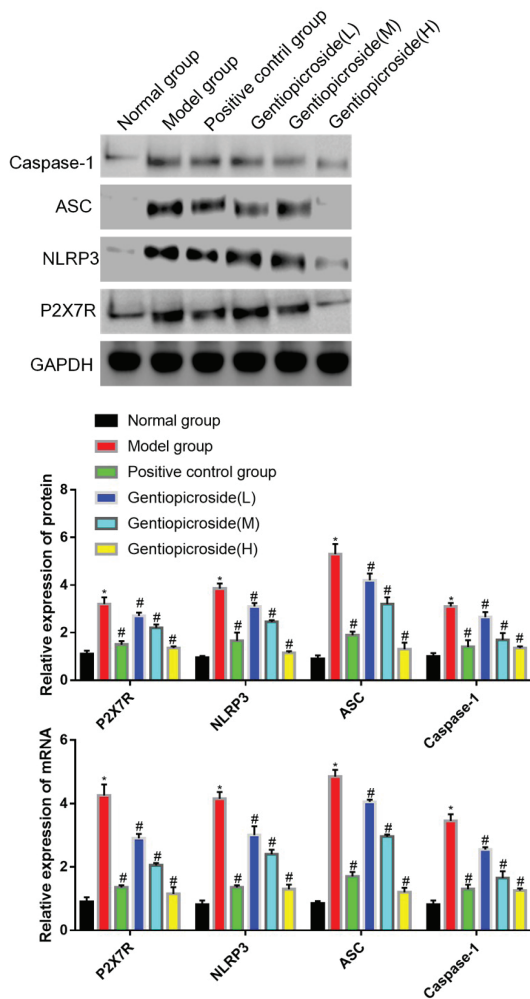 Normal group
Model group
Positive contril group
Gentiopicroside(L)
Gentiopicroside(M)
Gentiopicroside(H)
Caspase-1
ASC
NLRP3
P2X7R
GAPDH
Normal group
Model group
Positive control group
Gentiopicroside(L)
Gentiopicroside(M)
Gentiopicroside(H)
Relative expression of protein
8
6
4
2
0
* # # # #
* # # # #
* # # # #
* # # # #
P2X7R
NLRP3
ASC
Caspase-1
Relative expression of mRNA
6
4
2
0
* # # # #
* # # # #
* # # # #
* # # # #
P2X7R
NLRP3
ASC
Caspase-1